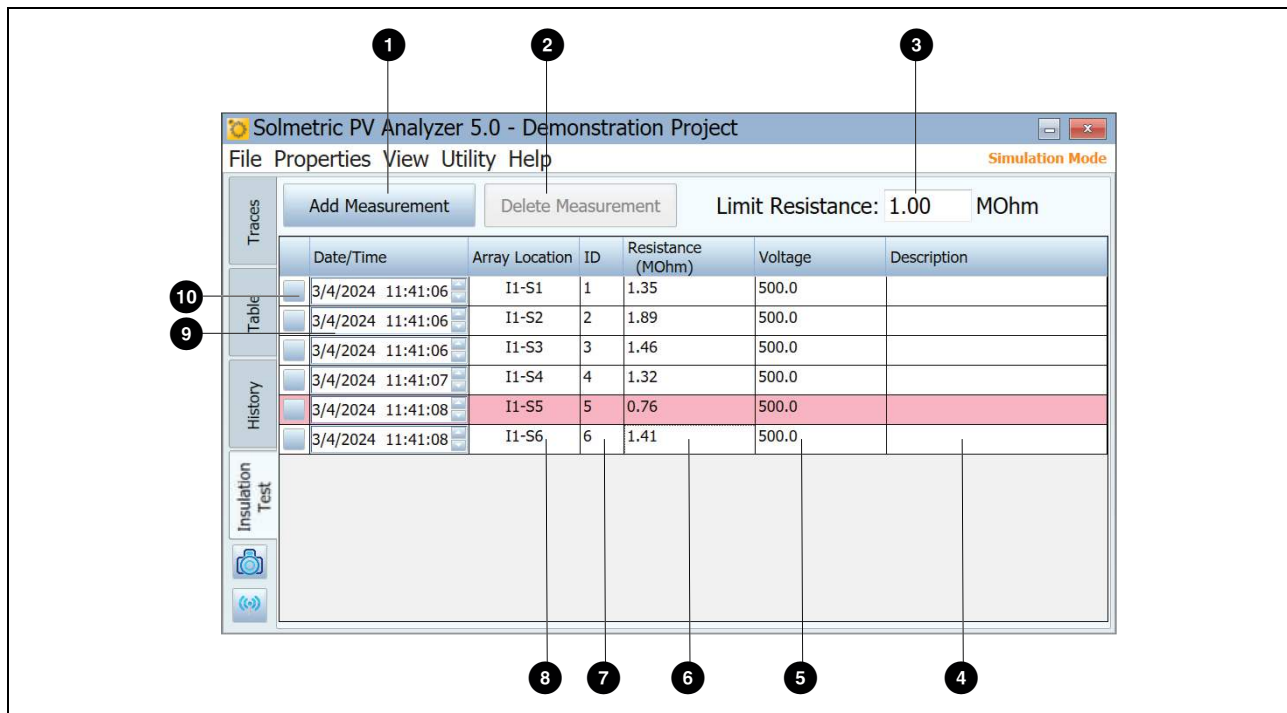 1 2 3
Solmetric PV Analyzer 5.0 - Demonstration Project
File Properties View Utility Help Simulation Mode
Traces
Table
History
Insulation
Test
Add Measurement Delete Measurement Limit Resistance: 1.00 MOhm
Date/Time Array Location ID Resistance (MOhm) Voltage Description
3/4/2024 11:41:06 I1-S1 1 1.35 500.0
3/4/2024 11:41:06 I1-S2 2 1.89 500.0
3/4/2024 11:41:06 I1-S3 3 1.46 500.0
3/4/2024 11:41:07 I1-S4 4 1.32 500.0
3/4/2024 11:41:08 I1-S5 5 0.76 500.0
3/4/2024 11:41:08 I1-S6 6 1.41 500.0
10
9
8 7 6 5 4